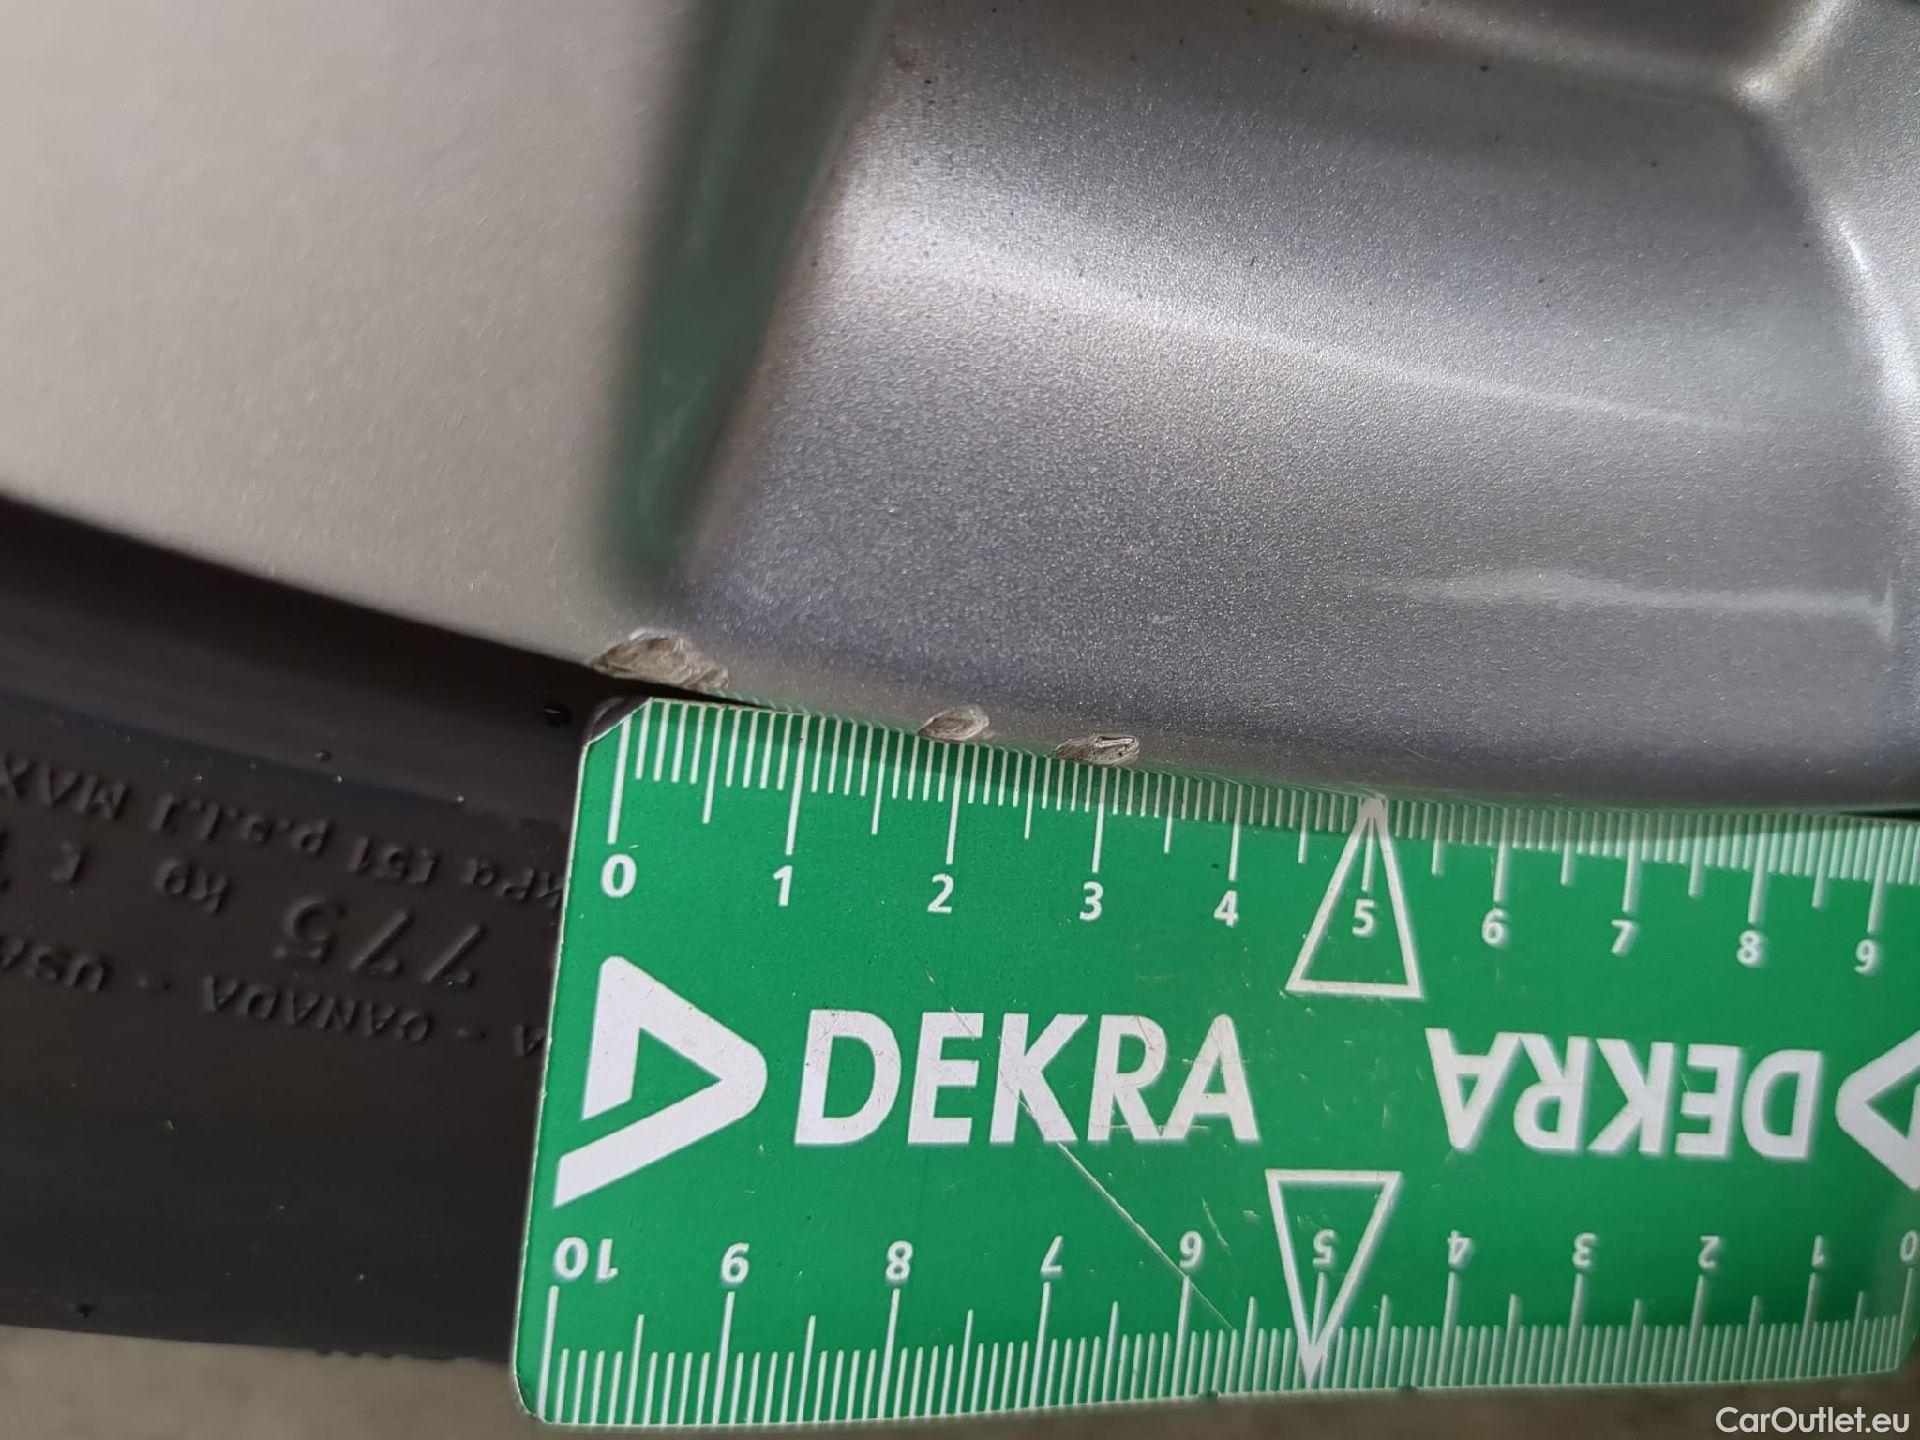 MAX
kPa [51 p.s.i.]
775 kg
CANADA - USA
0 1 2 3 4 5 6 7 8 9
DEKRA
DEKRA
10 9 8 7 6 5 4 3 2 1 0
CarOutlet.eu